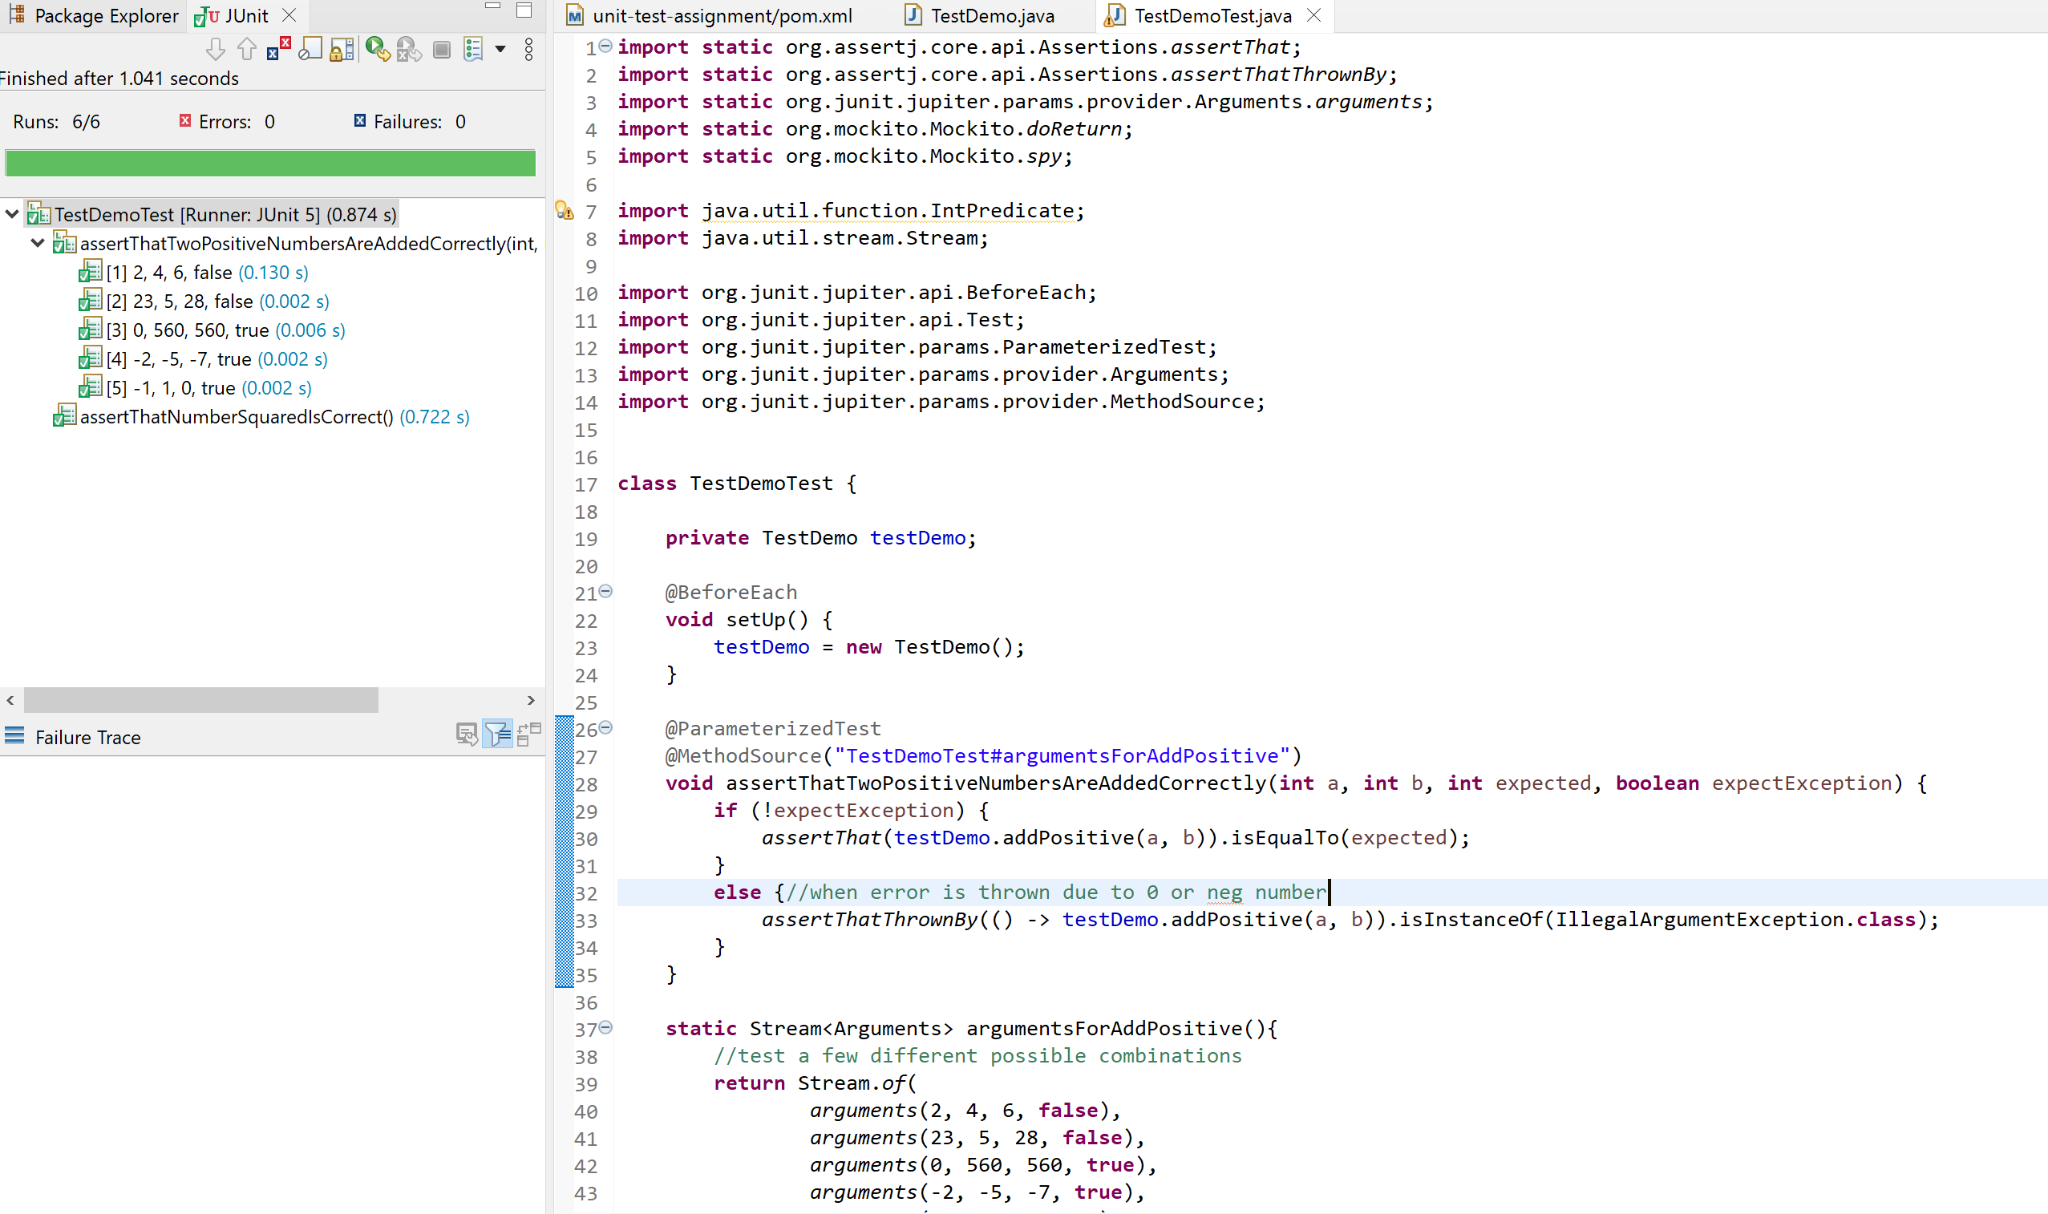 Package Explorer
JUnit
Finished after 1.041 seconds
Runs: 6/6 Errors: 0 Failures: 0
TestDemoTest [Runner: JUnit 5] (0.874 s)
assertThatTwoPositiveNumbersAreAddedCorrectly(int,
[1] 2, 4, 6, false (0.130 s)
[2] 23, 5, 28, false (0.002 s)
[3] 0, 560, 560, true (0.006 s)
[4] -2, -5, -7, true (0.002 s)
[5] -1, 1, 0, true (0.002 s)
assertThatNumberSquaredIsCorrect() (0.722 s)
Failure Trace
unit-test-assignment/pom.xml
TestDemo.java
TestDemoTest.java
1 import static org.assertj.core.api.Assertions.assertThat;
2 import static org.assertj.core.api.Assertions.assertThatThrownBy;
3 import static org.junit.jupiter.params.provider.Arguments.arguments;
4 import static org.mockito.Mockito.doReturn;
5 import static org.mockito.Mockito.spy;
6
7 import java.util.function.IntPredicate;
8 import java.util.stream.Stream;
9
10 import org.junit.jupiter.api.BeforeEach;
11 import org.junit.jupiter.api.Test;
12 import org.junit.jupiter.params.ParameterizedTest;
13 import org.junit.jupiter.params.provider.Arguments;
14 import org.junit.jupiter.params.provider.MethodSource;
15
16
17 class TestDemoTest {
18
19 private TestDemo testDemo;
20
21 @BeforeEach
22 void setUp() {
23 testDemo = new TestDemo();
24 }
25
26 @ParameterizedTest
27 @MethodSource("TestDemoTest#argumentsForAddPositive")
28 void assertThatTwoPositiveNumbersAreAddedCorrectly(int a, int b, int expected, boolean expectException) {
29 if (!expectException) {
30 assertThat(testDemo.addPositive(a, b)).isEqualTo(expected);
31 }
32 else {//when error is thrown due to 0 or neg number
33 assertThatThrownBy(() -> testDemo.addPositive(a, b)).isInstanceOf(IllegalArgumentException.class);
34 }
35 }
36
37 static Stream<Arguments> argumentsForAddPositive(){
38 //test a few different possible combinations
39 return Stream.of(
40 arguments(2, 4, 6, false),
41 arguments(23, 5, 28, false),
42 arguments(0, 560, 560, true),
43 arguments(-2, -5, -7, true),